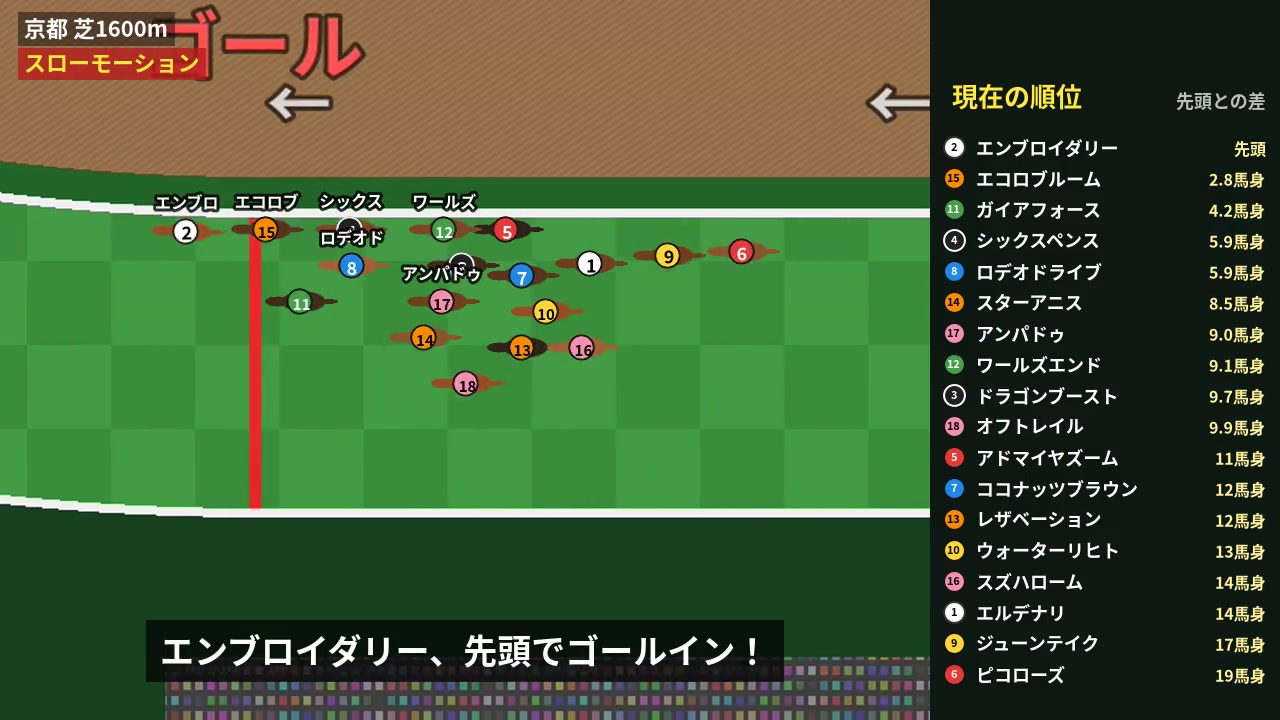 ゴール
京都 芝1600m
スローモーション
現在の順位
先頭との差
2 エンブロイダリー 先頭
15 エコロブルーム 2.8馬身
11 ガイアフォース 4.2馬身
4 シックスペンス 5.9馬身
8 ロデオドライブ 5.9馬身
14 スターアニス 8.5馬身
17 アンパドゥ 9.0馬身
12 ワールズエンド 9.1馬身
3 ドラゴンブースト 9.7馬身
18 オフトレイル 9.9馬身
5 アドマイヤズーム 11馬身
7 ココナッツブラウン 12馬身
13 レザベーション 12馬身
10 ウォーターリヒト 13馬身
16 スズハローム 14馬身
1 エルデナリ 14馬身
9 ジューンテイク 17馬身
6 ピコローズ 19馬身
エンブロ エコロブ シックス ワールズ
2 15 12 5
ロデオド
8 1 9 6
アンパドゥ
7
11 17 10
14 13 16
18
エンブロイダリー、先頭でゴールイン！